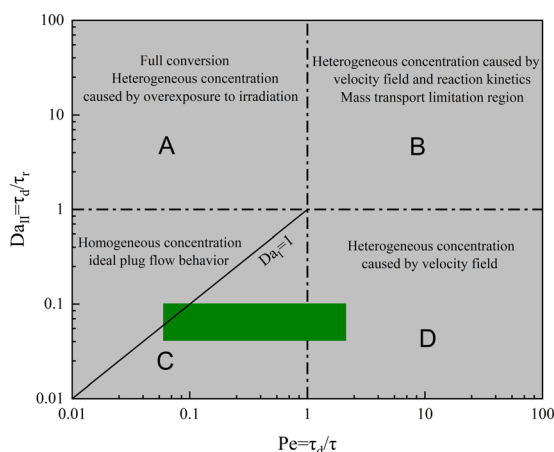 100
10
1
0.1
0.01
Da_II=τ_d/τ_r
Full conversion
Heterogeneous concentration
caused by overexposure to irradiation
A
Heterogeneous concentration caused by
velocity field and reaction kinetics
Mass transport limitation region
B
Homogeneous concentration
ideal plug flow behavior
Da_I=1
C
Heterogeneous concentration
caused by velocity field
D
0.01 0.1 1 10 100
Pe=τ_d/τ